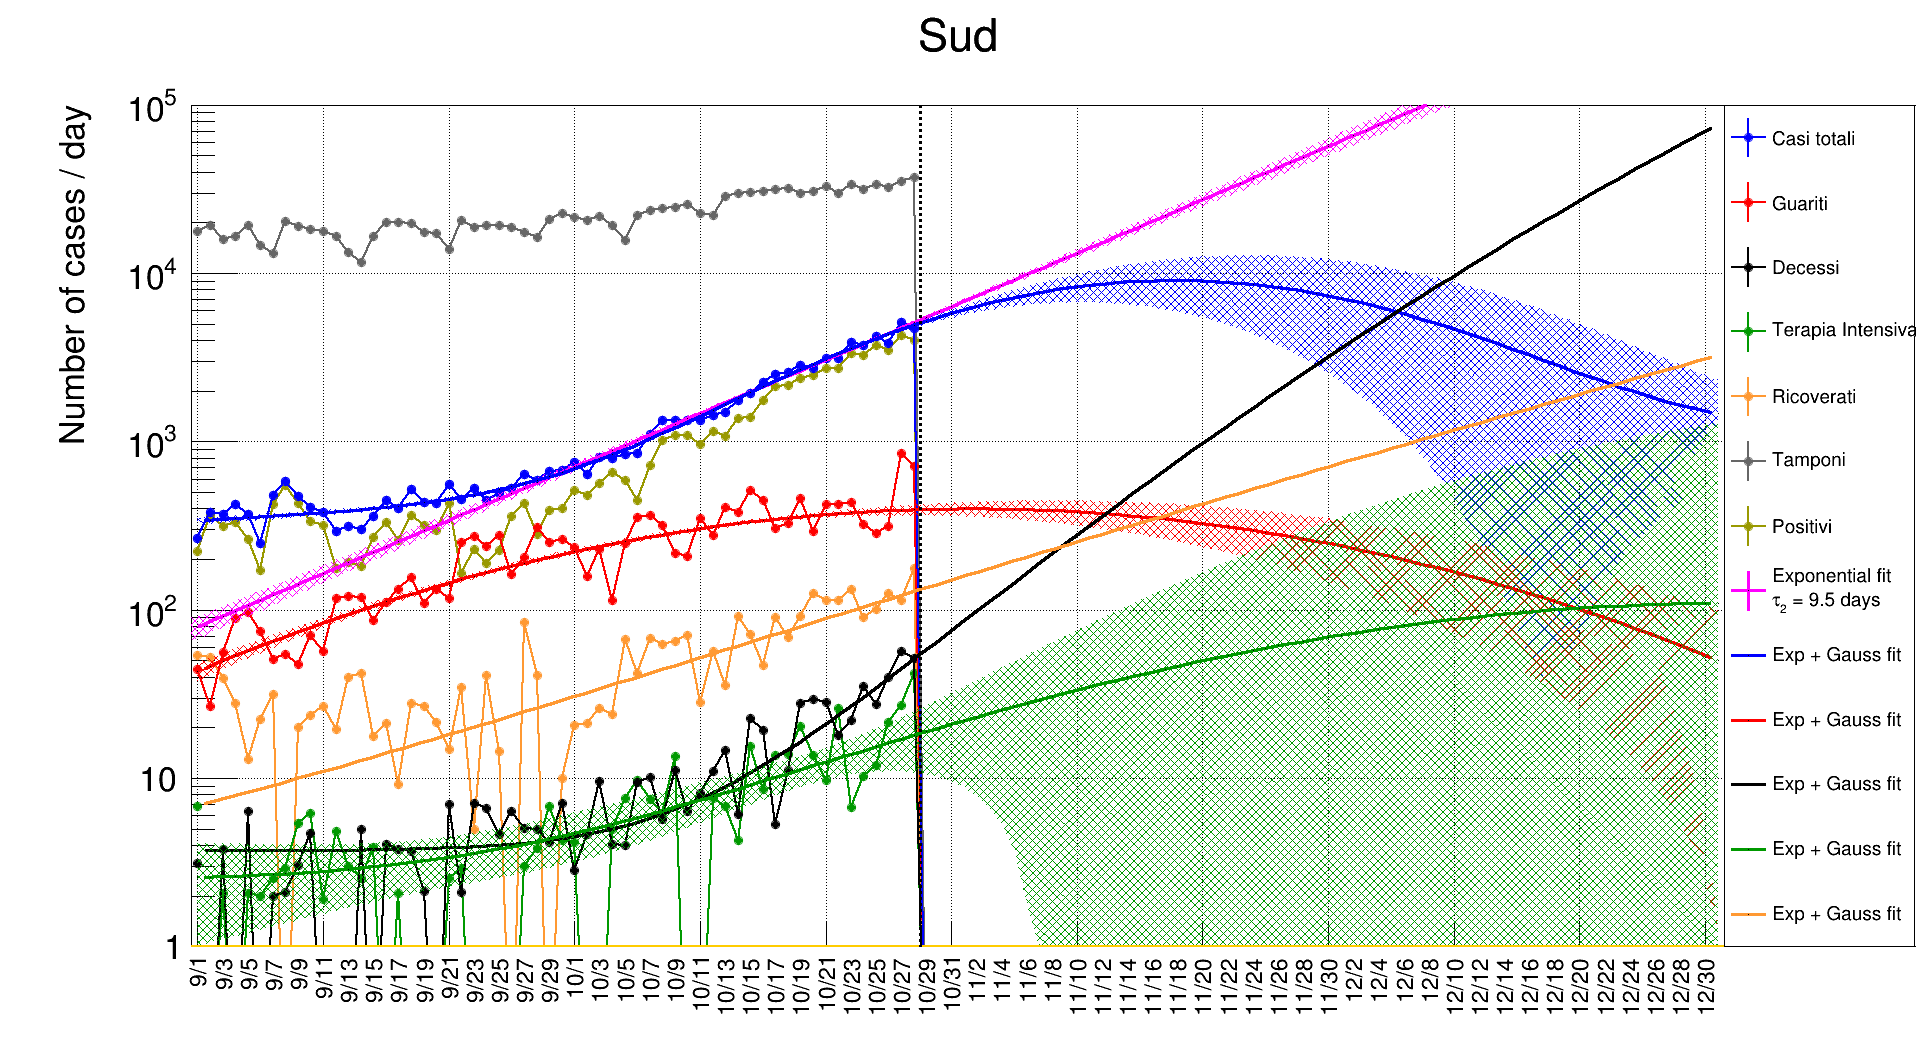 Sud
Number of cases / day
10^5
10^4
10^3
10^2
10
1
9/1 9/3 9/5 9/7 9/9 9/11 9/13 9/15 9/17 9/19 9/21 9/23 9/25 9/27 9/29 10/1 10/3 10/5 10/7 10/9 10/11 10/13 10/15 10/17 10/19 10/21 10/23 10/25 10/27 10/29 10/31 11/2 11/4 11/6 11/8 11/10 11/12 11/14 11/16 11/18 11/20 11/22 11/24 11/26 11/28 11/30 12/2 12/4 12/6 12/8 12/10 12/12 12/14 12/16 12/18 12/20 12/22 12/24 12/26 12/28 12/30
Casi totali
Guariti
Decessi
Terapia Intensiva
Ricoverati
Tamponi
Positivi
Exponential fit
τ₂ = 9.5 days
Exp + Gauss fit
Exp + Gauss fit
Exp + Gauss fit
Exp + Gauss fit
Exp + Gauss fit